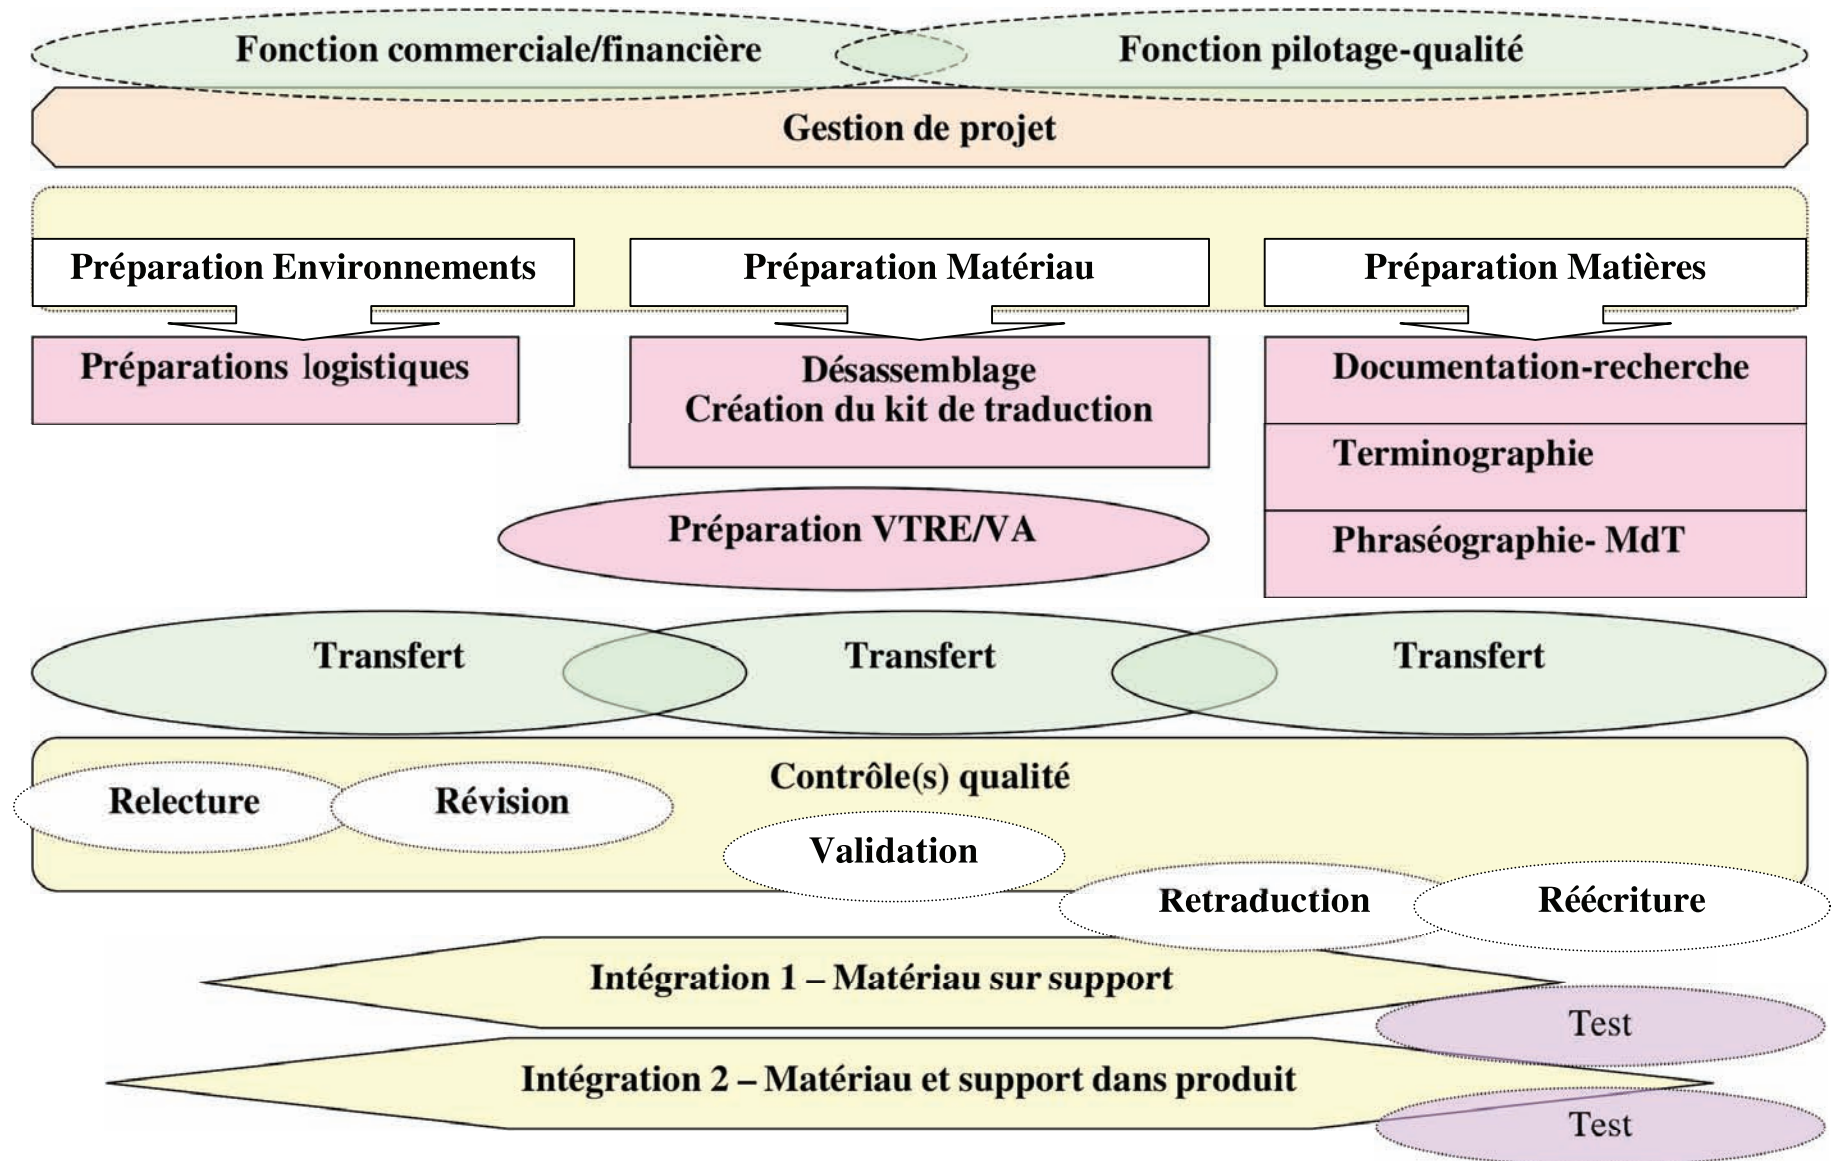 Fonction commerciale/financière
Fonction pilotage-qualité
Gestion de projet
Préparation Environnements
Préparation Matériau
Préparation Matières
Préparations logistiques
Désassemblage
Création du kit de traduction
Documentation-recherche
Terminographie
Préparation VTRE/VA
Phraséographie- MdT
Transfert
Transfert
Transfert
Contrôle(s) qualité
Relecture
Révision
Validation
Retraduction
Réécriture
Intégration 1 – Matériau sur support
Test
Intégration 2 – Matériau et support dans produit
Test